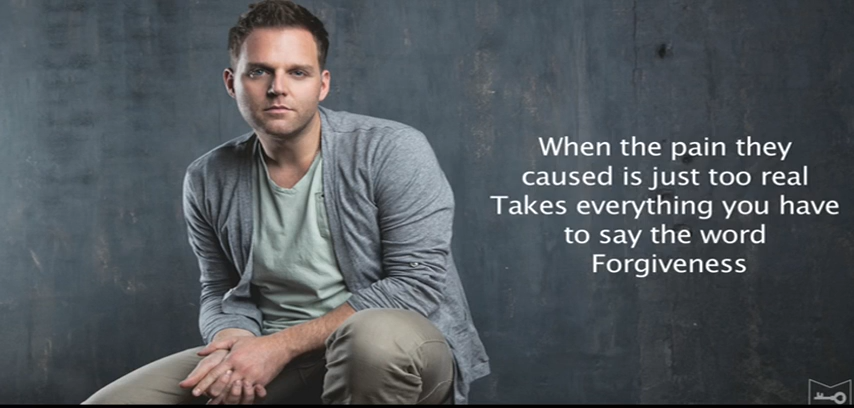 When the pain they
caused is just too real
Takes everything you have
to say the word
Forgiveness